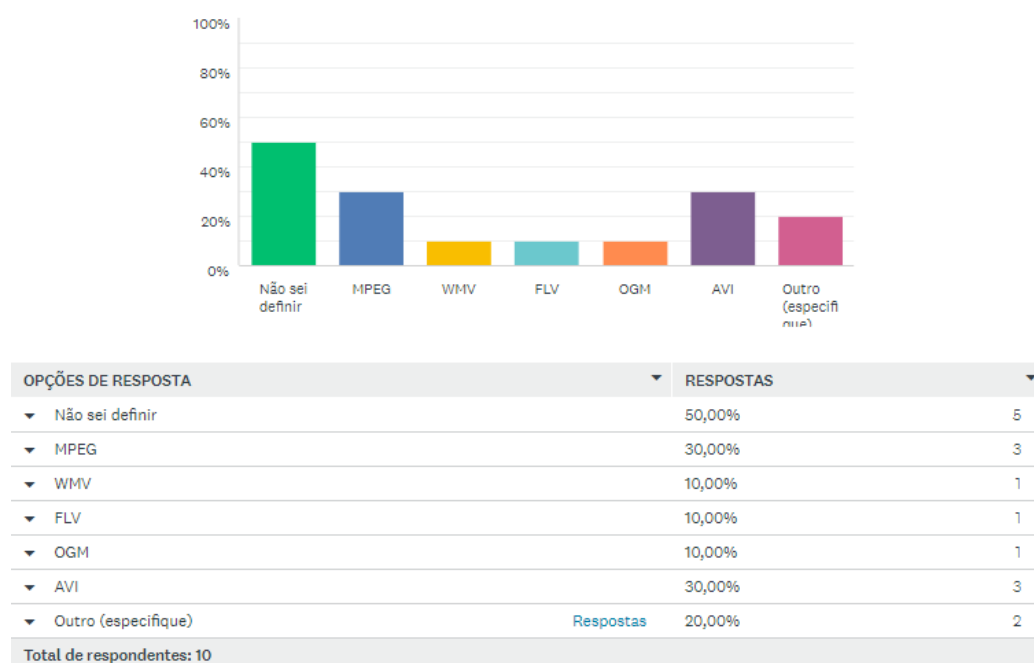 100%
80%
60%
40%
20%
0%
Não sei definir
MPEG
WMV
FLV
OGM
AVI
Outro (especifique)
OPÇÕES DE RESPOSTA RESPOSTAS
Não sei definir 50,00% 5
MPEG 30,00% 3
WMV 10,00% 1
FLV 10,00% 1
OGM 10,00% 1
AVI 30,00% 3
Outro (especifique) Respostas 20,00% 2
Total de respondentes: 10